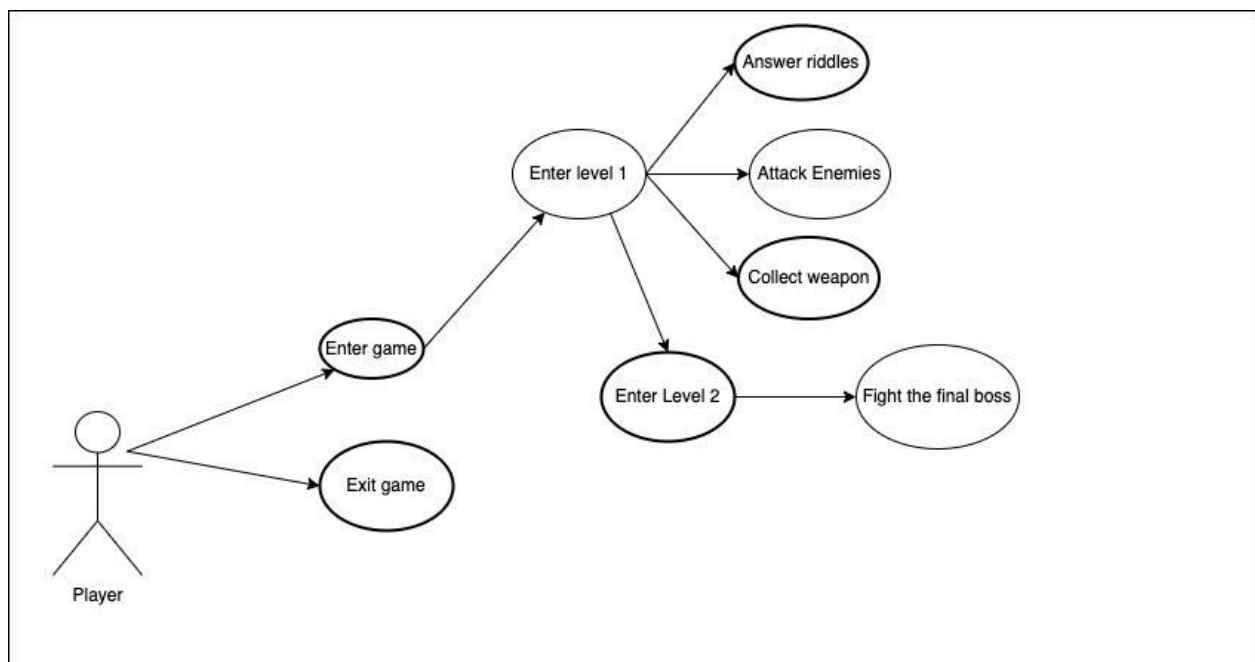 Answer riddles
Enter level 1
Attack Enemies
Collect weapon
Enter game
Enter Level 2
Fight the final boss
Exit game
Player